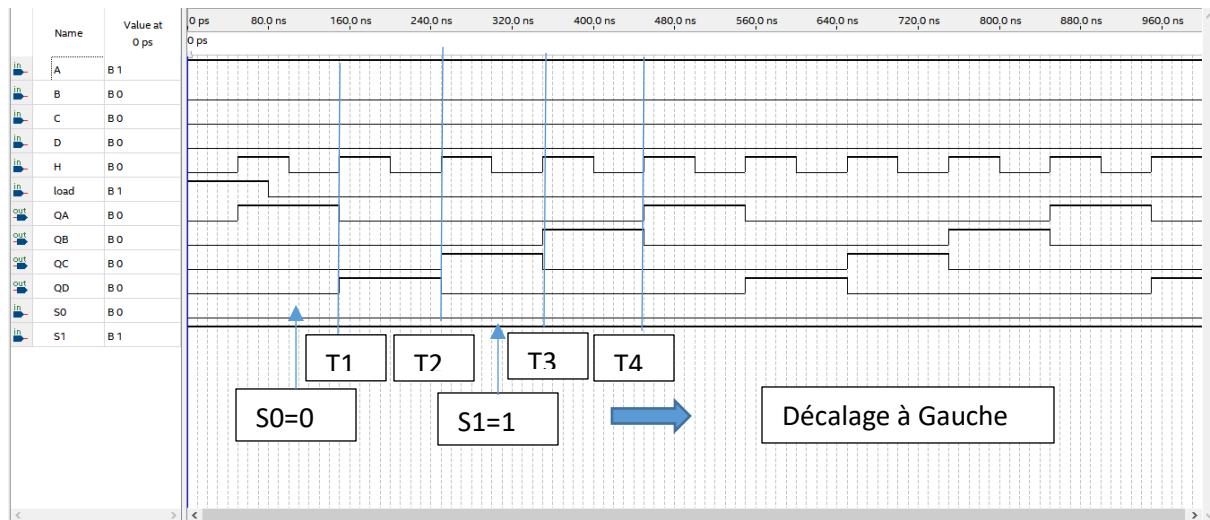 Name Value at 0 ps
0 ps 80.0 ns 160.0 ns 240.0 ns 320.0 ns 400.0 ns 480.0 ns 560.0 ns 640.0 ns 720.0 ns 800.0 ns 880.0 ns 960.0 ns
0 ps
in A B 1
in B B 0
in C B 0
in D B 0
in H B 0
in load B 1
out QA B 0
out QB B 0
out QC B 0
out QD B 0
in S0 B 0
in S1 B 1
T1 T2 T3 T4
S0=0 S1=1 Décalage à Gauche